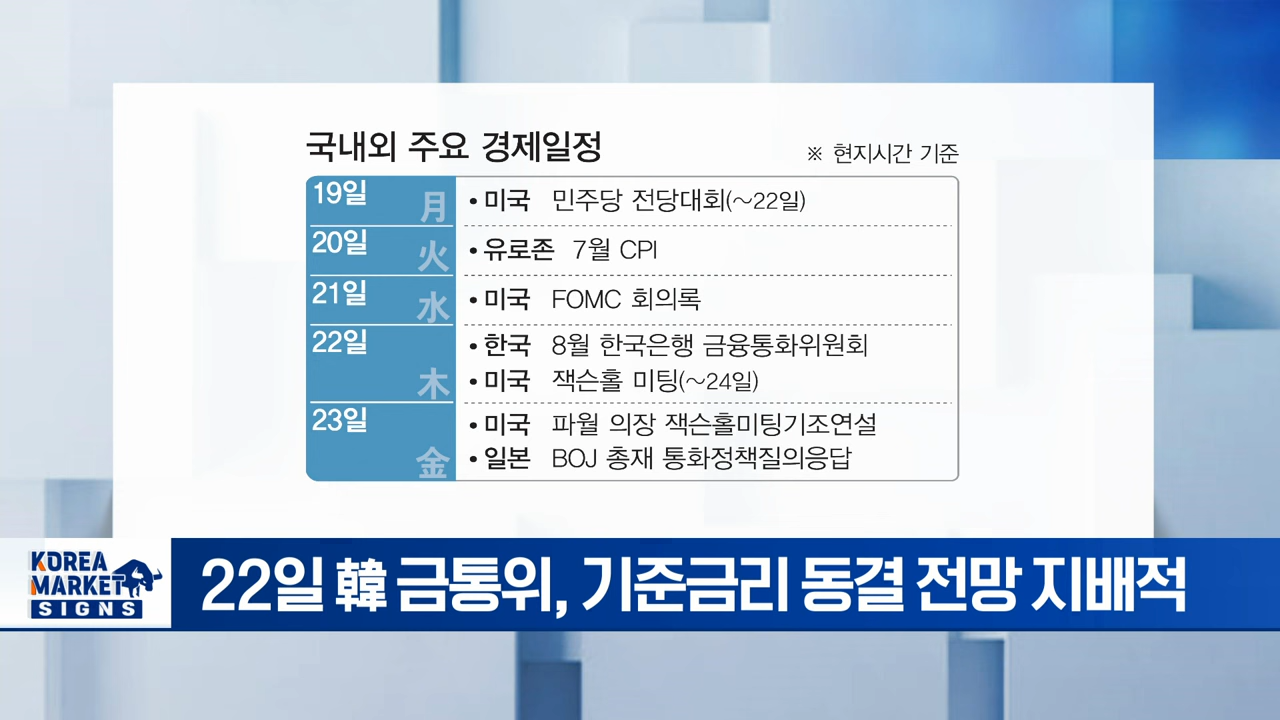 국내외 주요 경제일정
※ 현지시간 기준
19일 月 • 미국 민주당 전당대회(~22일)
20일 火 • 유로존 7월 CPI
21일 水 • 미국 FOMC 회의록
22일 木 • 한국 8월 한국은행 금융통화위원회
• 미국 잭슨홀 미팅(~24일)
23일 金 • 미국 파월 의장 잭슨홀미팅기조연설
• 일본 BOJ 총재 통화정책질의응답
KOREA
MARKET
SIGNS
22일 韓 금통위, 기준금리 동결 전망 지배적